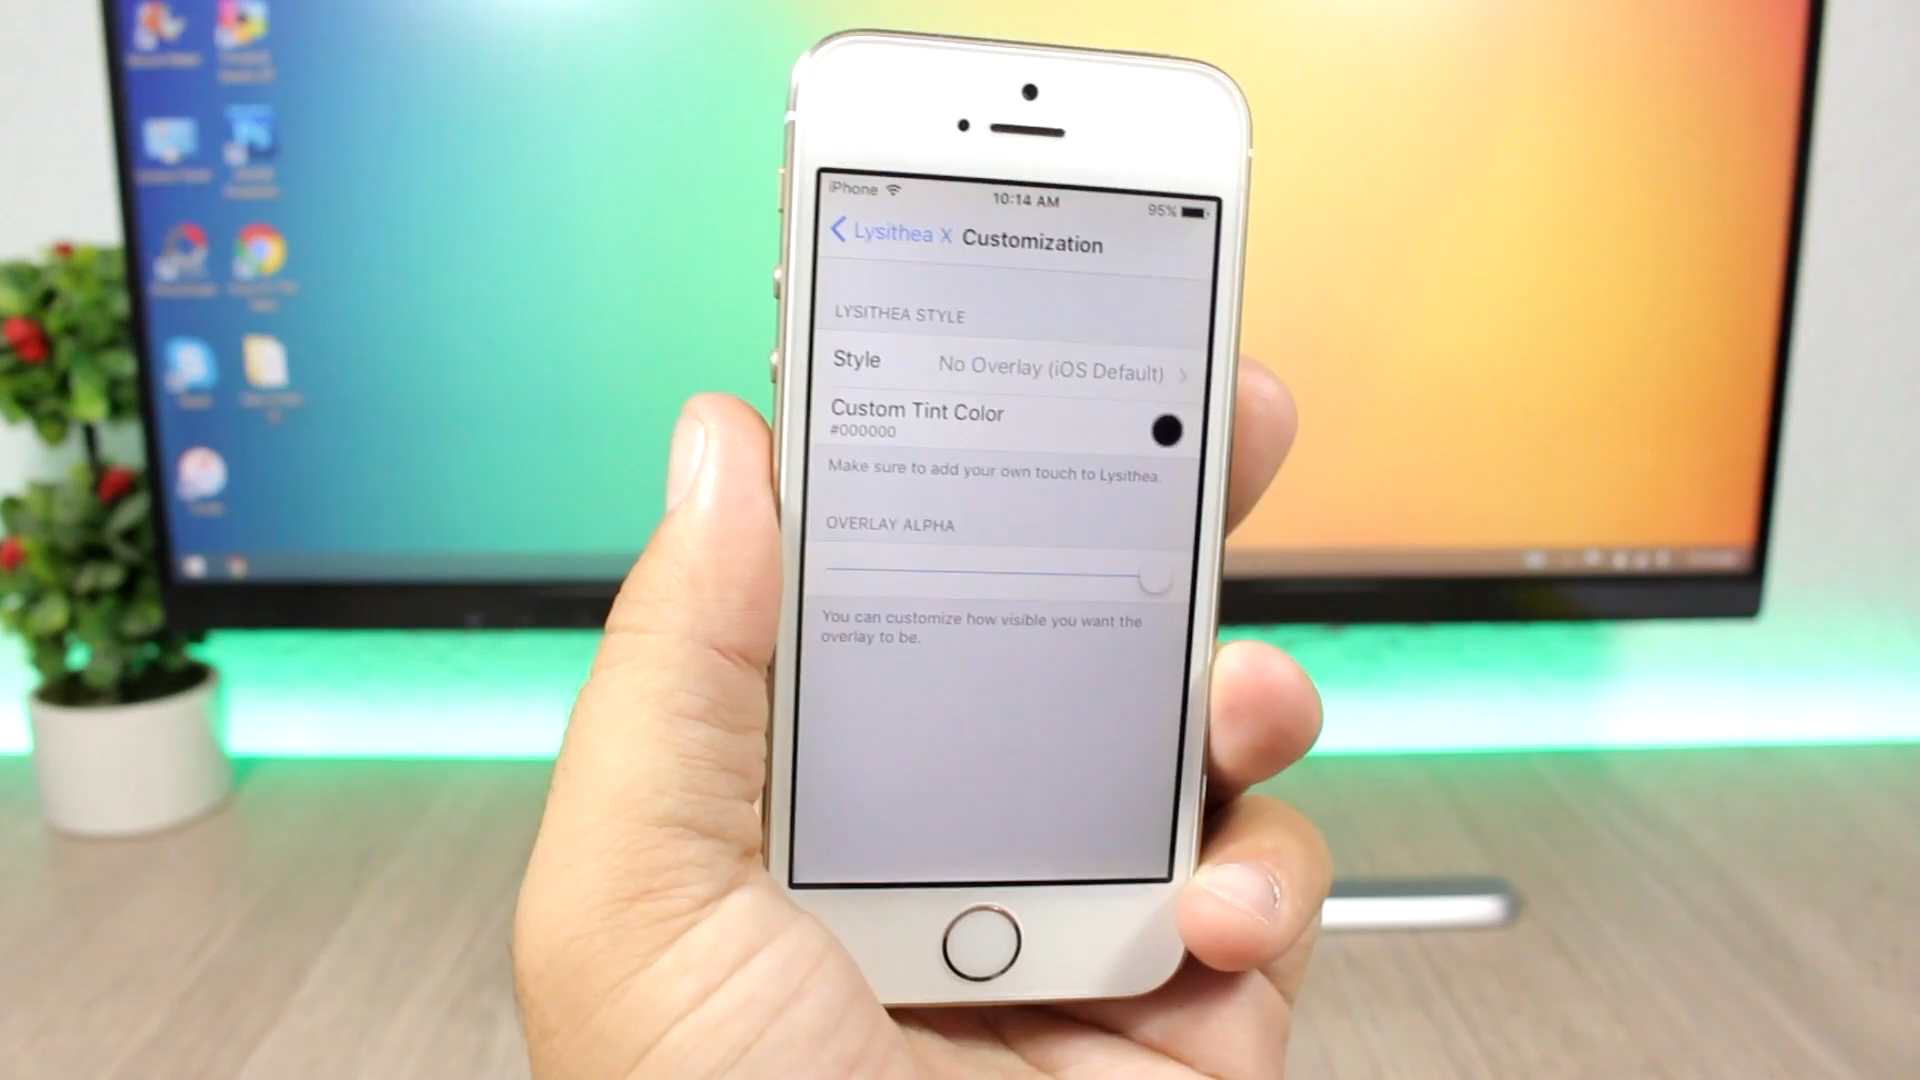 iPhone
10:14 AM
95%
Lysithea X
Customization
LYSITHEA STYLE
Style
No Overlay (iOS Default)
Custom Tint Color
#000000
Make sure to add your own touch to Lysithea.
OVERLAY ALPHA
You can customize how visible you want the
overlay to be.